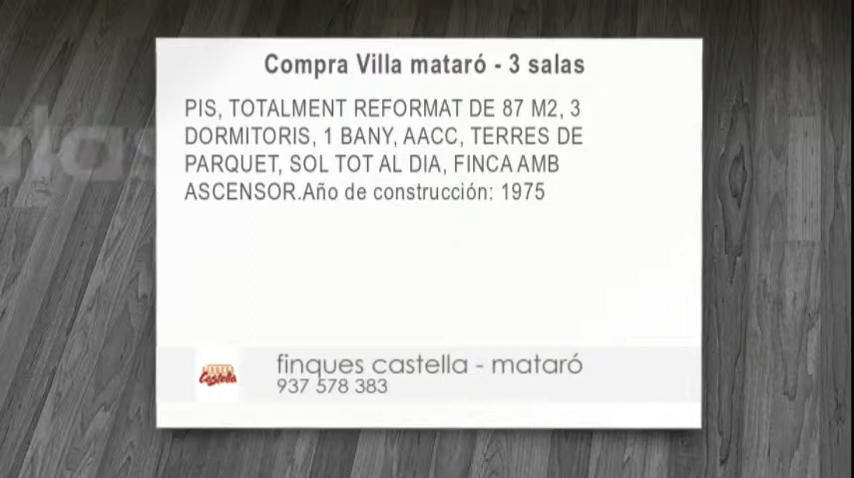 Compra Villa mataró - 3 salas
PIS, TOTALMENT REFORMAT DE 87 M2, 3
DORMITORIS, 1 BANY, AACC, TERRES DE
PARQUET, SOL TOT AL DIA, FINCA AMB
ASCENSOR.Año de construcción: 1975
finques castella - mataró
Castella
937 578 383